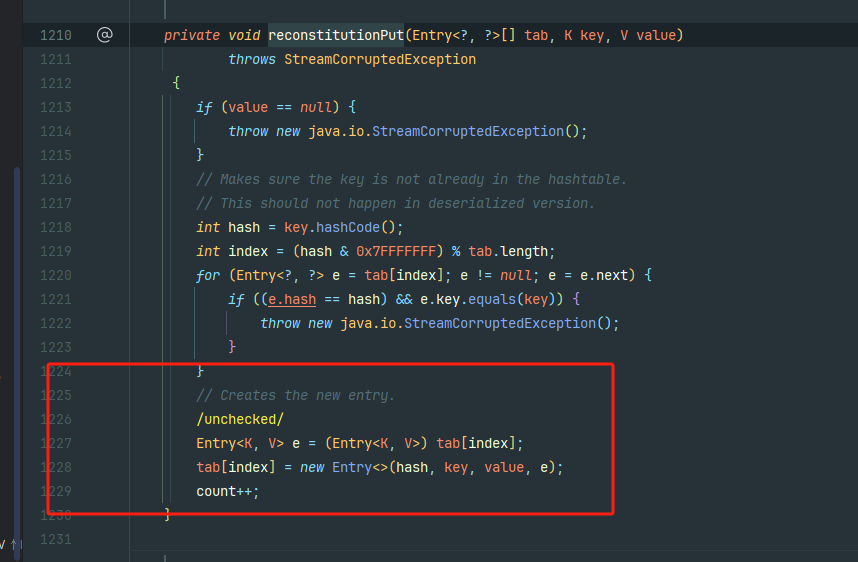 1210 @ private void reconstitutionPut(Entry<?, ?>[] tab, K key, V value)
1211 throws StreamCorruptedException
1212 {
1213 if (value == null) {
1214 throw new java.io.StreamCorruptedException();
1215 }
1216 // Makes sure the key is not already in the hashtable.
1217 // This should not happen in deserialized version.
1218 int hash = key.hashCode();
1219 int index = (hash & 0x7FFFFFFF) % tab.length;
1220 for (Entry<?, ?> e = tab[index]; e != null; e = e.next) {
1221 if ((e.hash == hash) && e.key.equals(key)) {
1222 throw new java.io.StreamCorruptedException();
1223 }
1224 }
1225 // Creates the new entry.
1226 /unchecked/
1227 Entry<K, V> e = (Entry<K, V>) tab[index];
1228 tab[index] = new Entry<>(hash, key, value, e);
1229 count++;
1230 }
1231